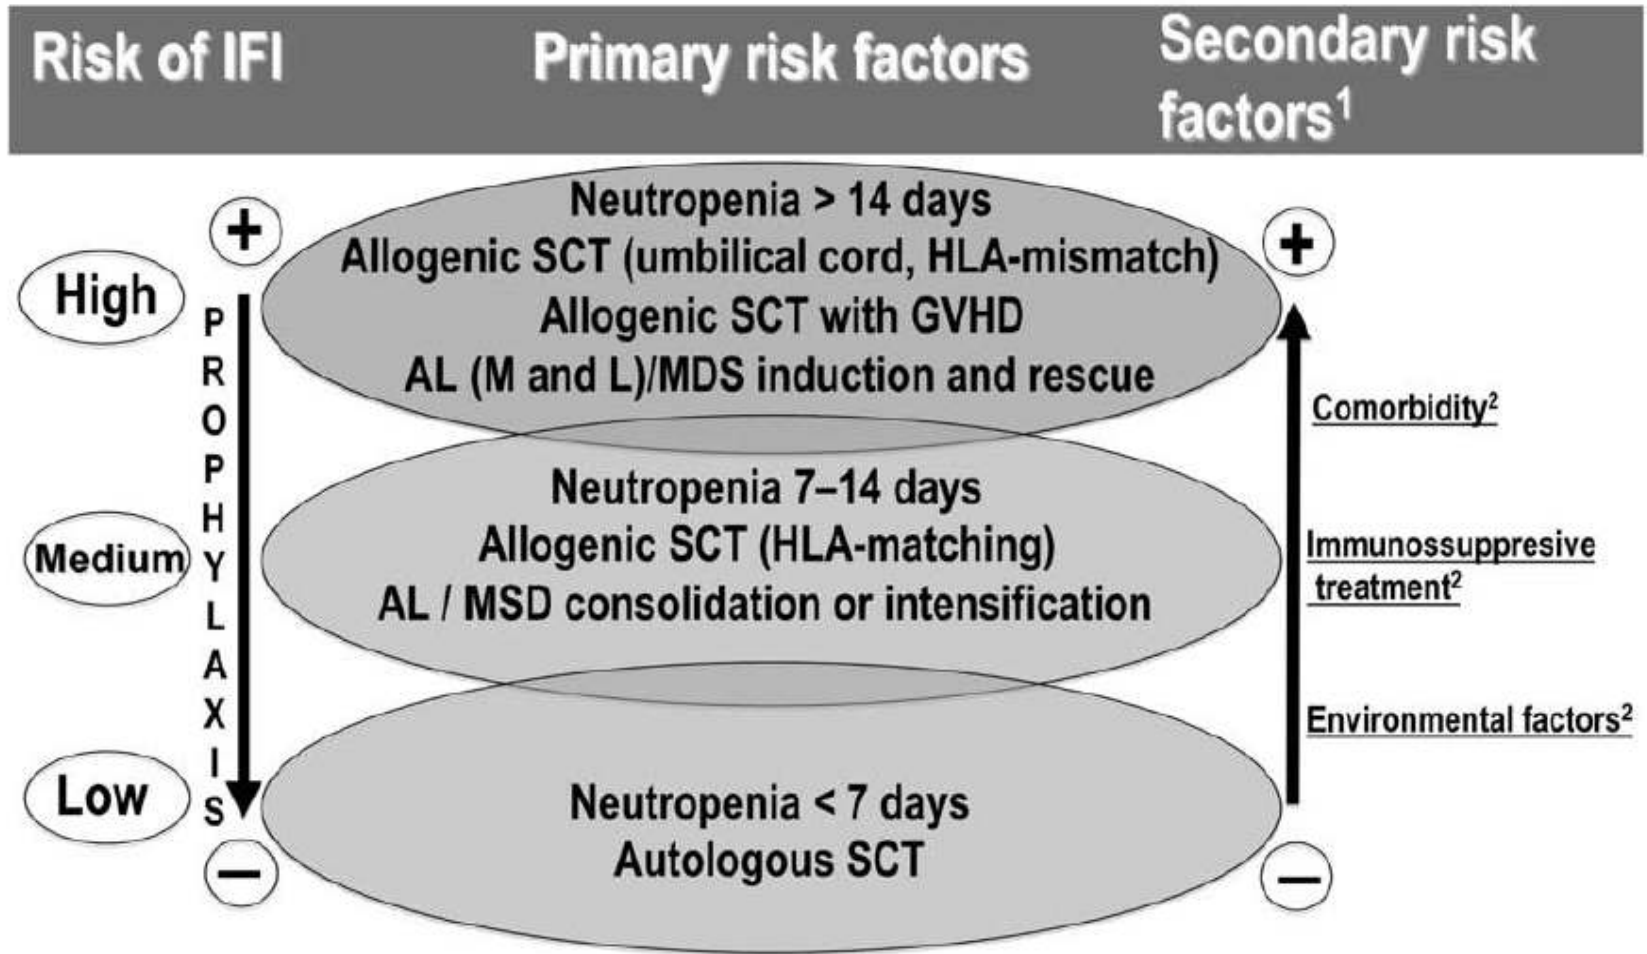 Risk of IFI
Primary risk factors
Secondary risk
factors¹
+
High
PROPHYLAXIS
Medium
Low
−
Neutropenia > 14 days
Allogenic SCT (umbilical cord, HLA-mismatch)
Allogenic SCT with GVHD
AL (M and L)/MDS induction and rescue
Neutropenia 7–14 days
Allogenic SCT (HLA-matching)
AL / MSD consolidation or intensification
Neutropenia < 7 days
Autologous SCT
+
Comorbidity²
Immunossuppresive
treatment²
Environmental factors²
−